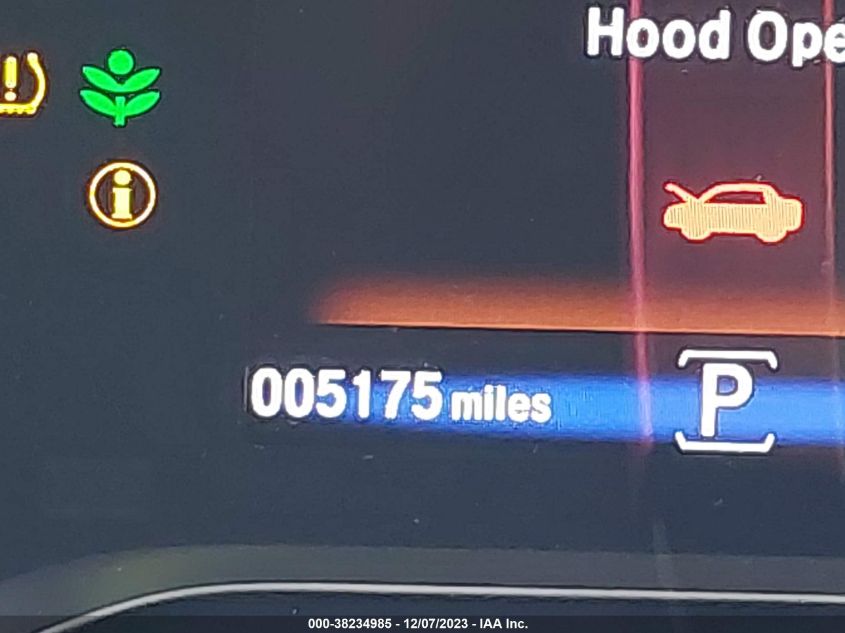 Hood Ope
005175 miles
P
000-38234985 - 12/07/2023 - IAA Inc.